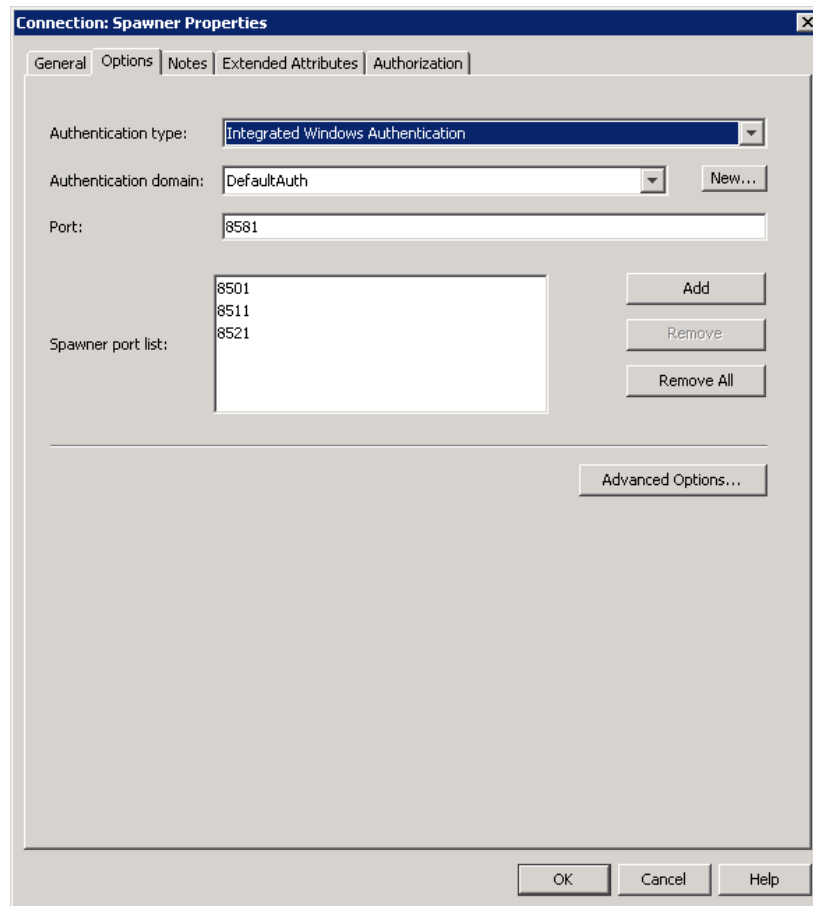 Connection: Spawner Properties
General Options Notes Extended Attributes Authorization
Authentication type: Integrated Windows Authentication
Authentication domain: DefaultAuth New...
Port: 8581
8501 Add
8511
8521 Remove
Spawner port list:
Remove All
Advanced Options...
OK Cancel Help